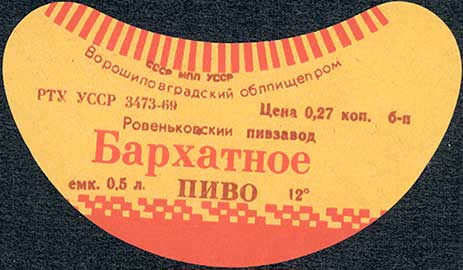 СССР МПП УССР
Ворошиловградский облпищепром
РТУ УССР 3473-69
Цена 0,27 коп. б-п
Ровеньковский пивзавод
Бархатное
емк. 0,5 л. ПИВО 12°